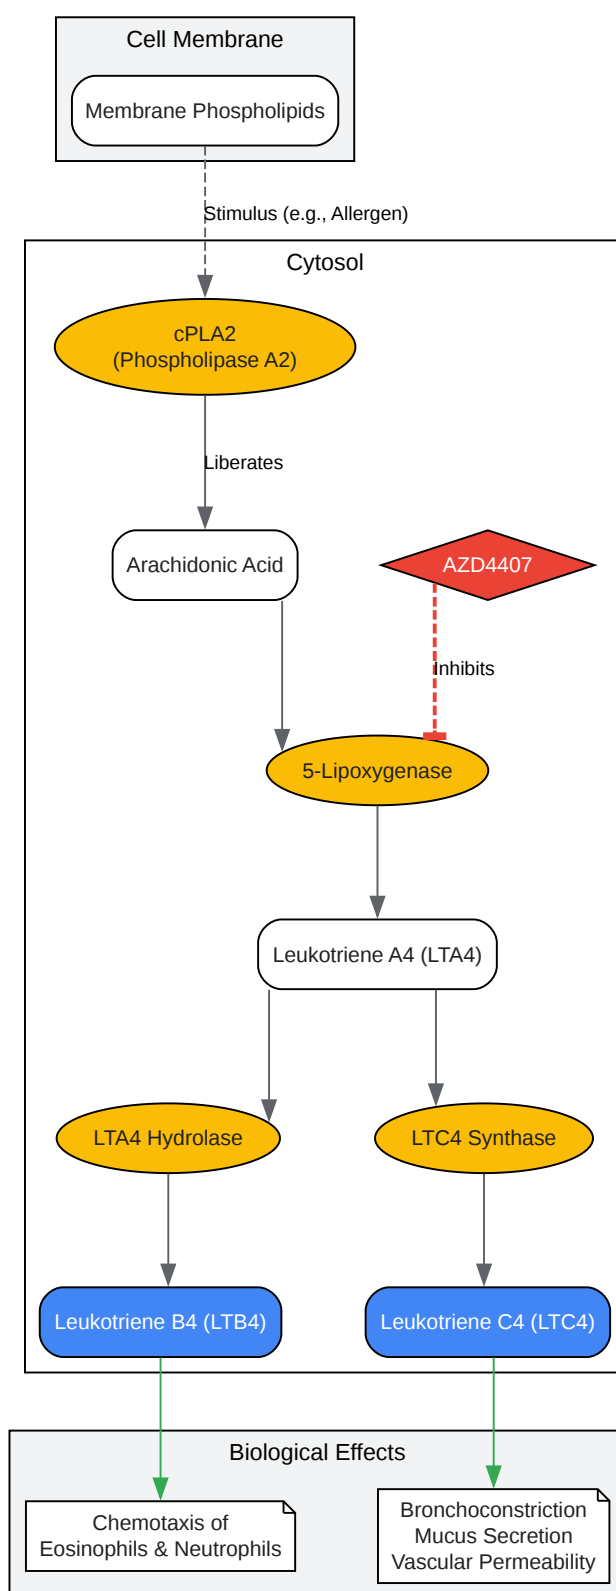 Cell Membrane
Membrane Phospholipids
Stimulus (e.g., Allergen)
Cytosol
cPLA2
(Phospholipase A2)
Liberates
Arachidonic Acid
AZD4407
Inhibits
5-Lipoxygenase
Leukotriene A4 (LTA4)
LTA4 Hydrolase
LTC4 Synthase
Leukotriene B4 (LTB4)
Leukotriene C4 (LTC4)
Biological Effects
Chemotaxis of
Eosinophils & Neutrophils
Bronchoconstriction
Mucus Secretion
Vascular Permeability